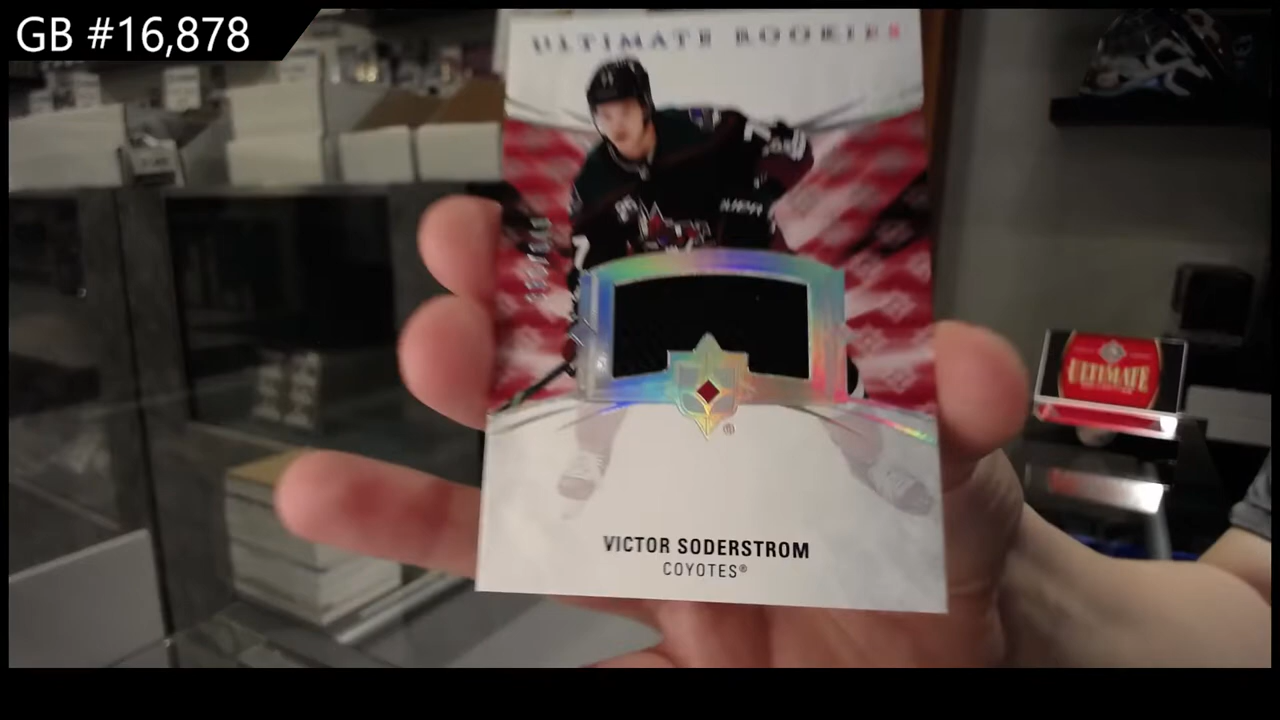 GB #16,878
ULTIMATE ROOKIES
VICTOR SODERSTROM
COYOTES®
ULTIMATE